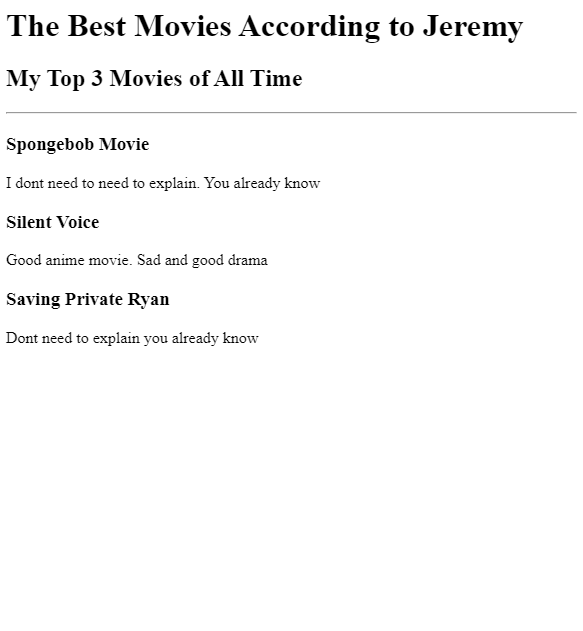 The Best Movies According to Jeremy
My Top 3 Movies of All Time
Spongebob Movie
I dont need to need to explain. You already know
Silent Voice
Good anime movie. Sad and good drama
Saving Private Ryan
Dont need to explain you already know